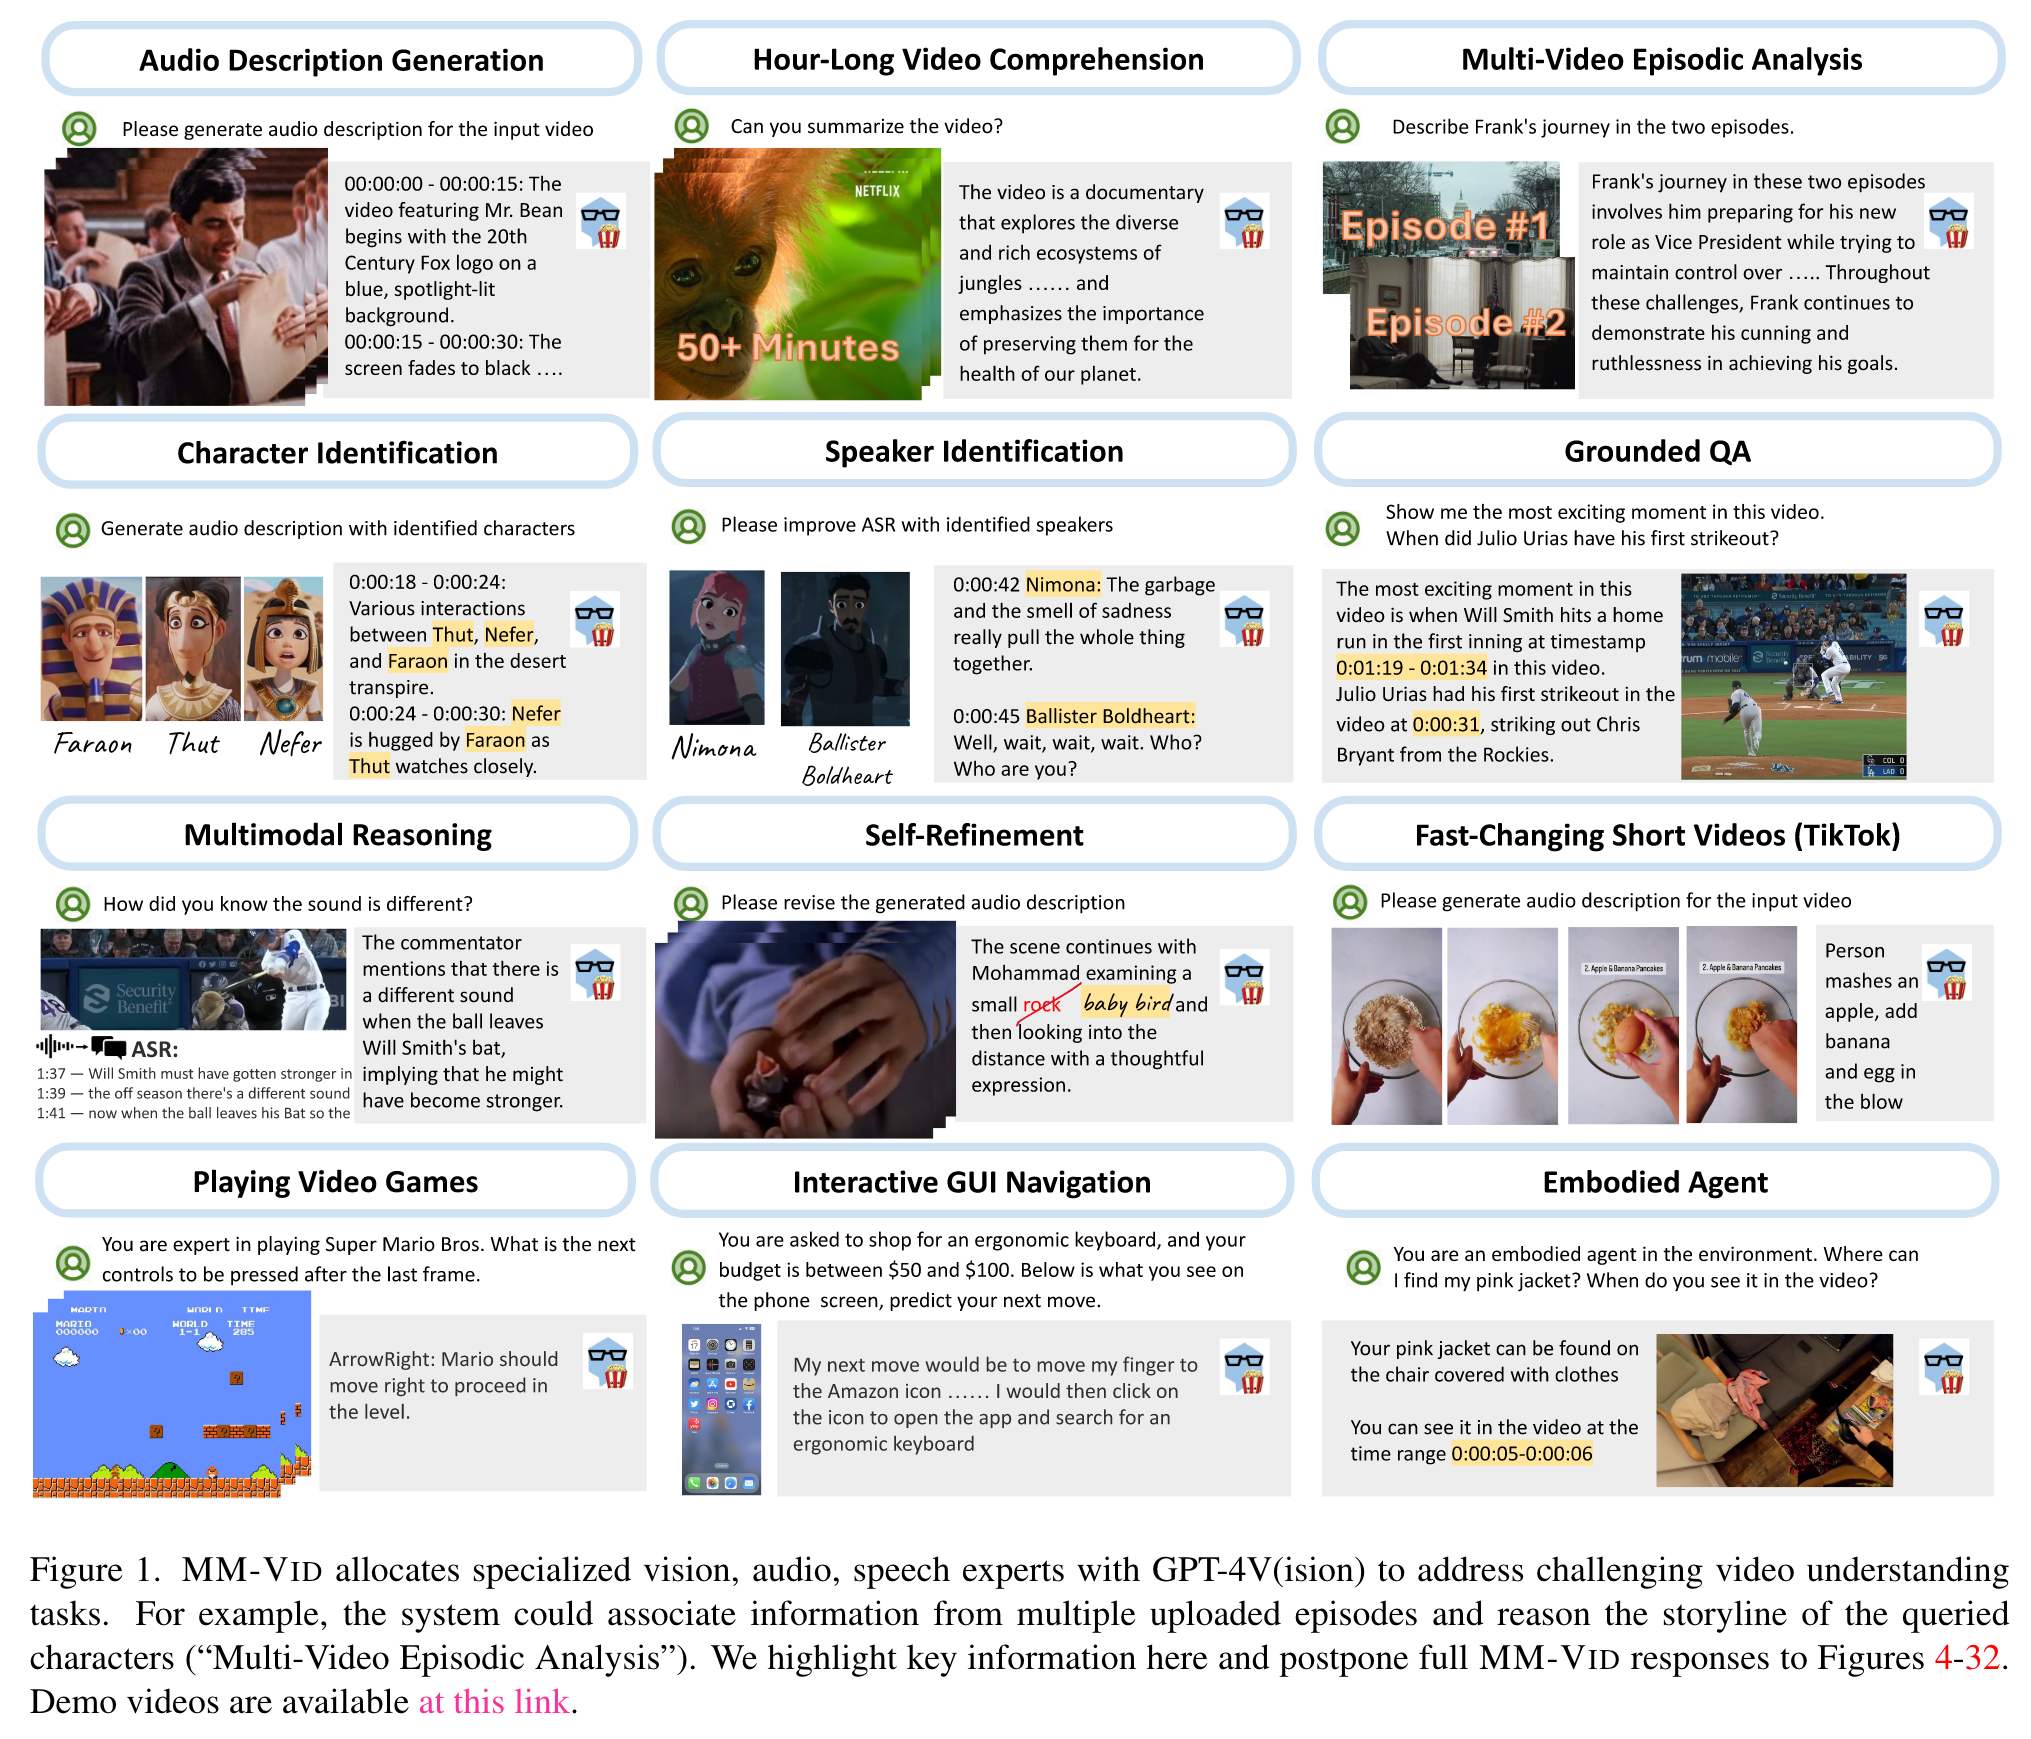 Audio Description Generation
Please generate audio description for the input video
00:00:00 - 00:00:15: The
video featuring Mr. Bean
begins with the 20th
Century Fox logo on a
blue, spotlight-lit
background.
00:00:15 - 00:00:30: The
screen fades to black ....
Hour-Long Video Comprehension
Can you summarize the video?
NETFLIX
50+ Minutes
The video is a documentary
that explores the diverse
and rich ecosystems of
jungles ...... and
emphasizes the importance
of preserving them for the
health of our planet.
Multi-Video Episodic Analysis
Describe Frank's journey in the two episodes.
Episode #1
Episode #2
Frank's journey in these two episodes
involves him preparing for his new
role as Vice President while trying to
maintain control over ..... Throughout
these challenges, Frank continues to
demonstrate his cunning and
ruthlessness in achieving his goals.
Character Identification
Generate audio description with identified characters
Faraon Thut Nefer
0:00:18 - 0:00:24:
Various interactions
between Thut, Nefer,
and Faraon in the desert
transpire.
0:00:24 - 0:00:30: Nefer
is hugged by Faraon as
Thut watches closely.
Speaker Identification
Please improve ASR with identified speakers
Nimona
Ballister
Boldheart
0:00:42 Nimona: The garbage
and the smell of sadness
really pull the whole thing
together.
0:00:45 Ballister Boldheart:
Well, wait, wait, wait. Who?
Who are you?
Grounded QA
Show me the most exciting moment in this video.
When did Julio Urias have his first strikeout?
The most exciting moment in this
video is when Will Smith hits a home
run in the first inning at timestamp
0:01:19 - 0:01:34 in this video.
Julio Urias had his first strikeout in the
video at 0:00:31, striking out Chris
Bryant from the Rockies.
COL 0
LAD 0
Multimodal Reasoning
How did you know the sound is different?
Security
Benefit
ASR:
1:37 — Will Smith must have gotten stronger in
1:39 — the off season there's a different sound
1:41 — now when the ball leaves his Bat so the
The commentator
mentions that there is
a different sound
when the ball leaves
Will Smith's bat,
implying that he might
have become stronger.
Self-Refinement
Please revise the generated audio description
The scene continues with
Mohammad examining a
small rock baby bird and
then looking into the
distance with a thoughtful
expression.
Fast-Changing Short Videos (TikTok)
Please generate audio description for the input video
2. Apple & Banana Pancakes
2. Apple & Banana Pancakes
Person
mashes an
apple, add
banana
and egg in
the blow
Playing Video Games
You are expert in playing Super Mario Bros. What is the next
controls to be pressed after the last frame.
MARIO WORLD TIME
MARIO WORLD TIME
000000 ×00 1-1 285
ArrowRight: Mario should
move right to proceed in
the level.
Interactive GUI Navigation
You are asked to shop for an ergonomic keyboard, and your
budget is between $50 and $100. Below is what you see on
the phone screen, predict your next move.
My next move would be to move my finger to
the Amazon icon ...... I would then click on
the icon to open the app and search for an
ergonomic keyboard
Embodied Agent
You are an embodied agent in the environment. Where can
I find my pink jacket? When do you see it in the video?
Your pink jacket can be found on
the chair covered with clothes
You can see it in the video at the
time range 0:00:05-0:00:06
Figure 1. MM-VID allocates specialized vision, audio, speech experts with GPT-4V(ision) to address challenging video understanding
tasks. For example, the system could associate information from multiple uploaded episodes and reason the storyline of the queried
characters (“Multi-Video Episodic Analysis”). We highlight key information here and postpone full MM-VID responses to Figures 4-32.
Demo videos are available at this link.